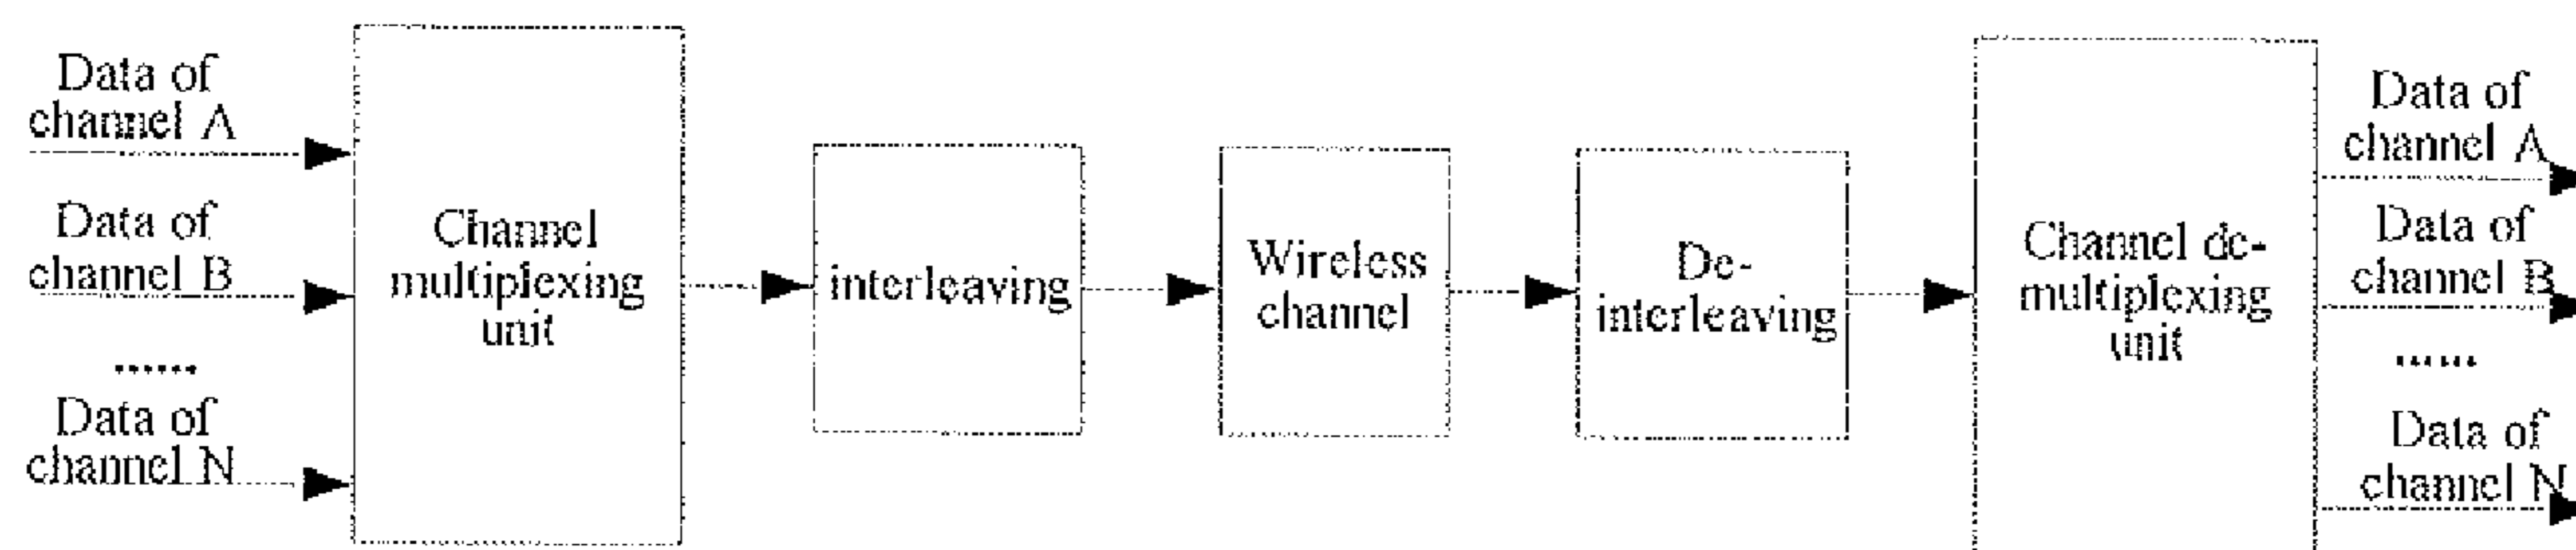 Data of
channel A
Data of
channel B
......
Data of
channel N
Channel
multiplexing
unit
interleaving
Wireless
channel
De-
interleaving
Channel de-
multiplexing
unit
Data of
channel A
Data of
channel B
......
Data of
channel N